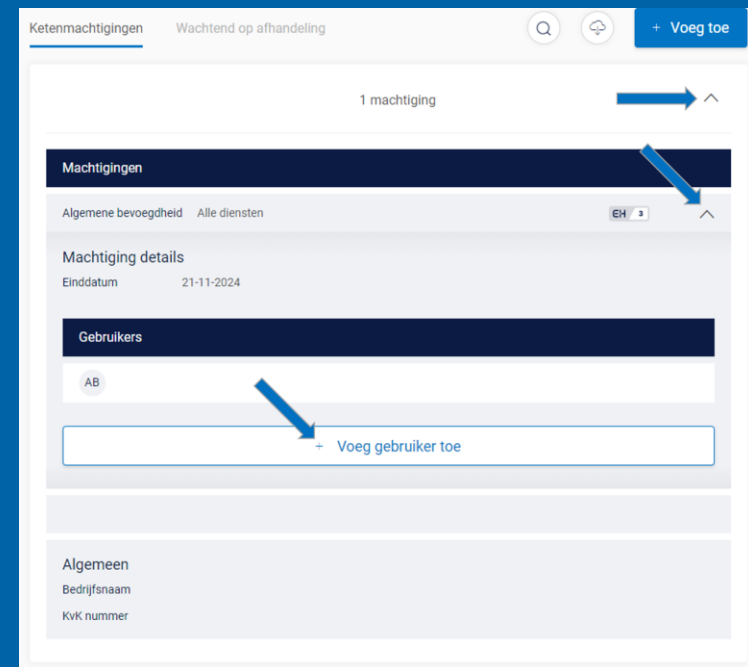 Ketenmachtigingen Wachtend op afhandeling + Voeg toe
1 machtiging
Machtigingen
Algemene bevoegdheid Alle diensten EH 3
Machtiging details
Einddatum 21-11-2024
Gebruikers
AB
+ Voeg gebruiker toe
Algemeen
Bedrijfsnaam
KvK nummer